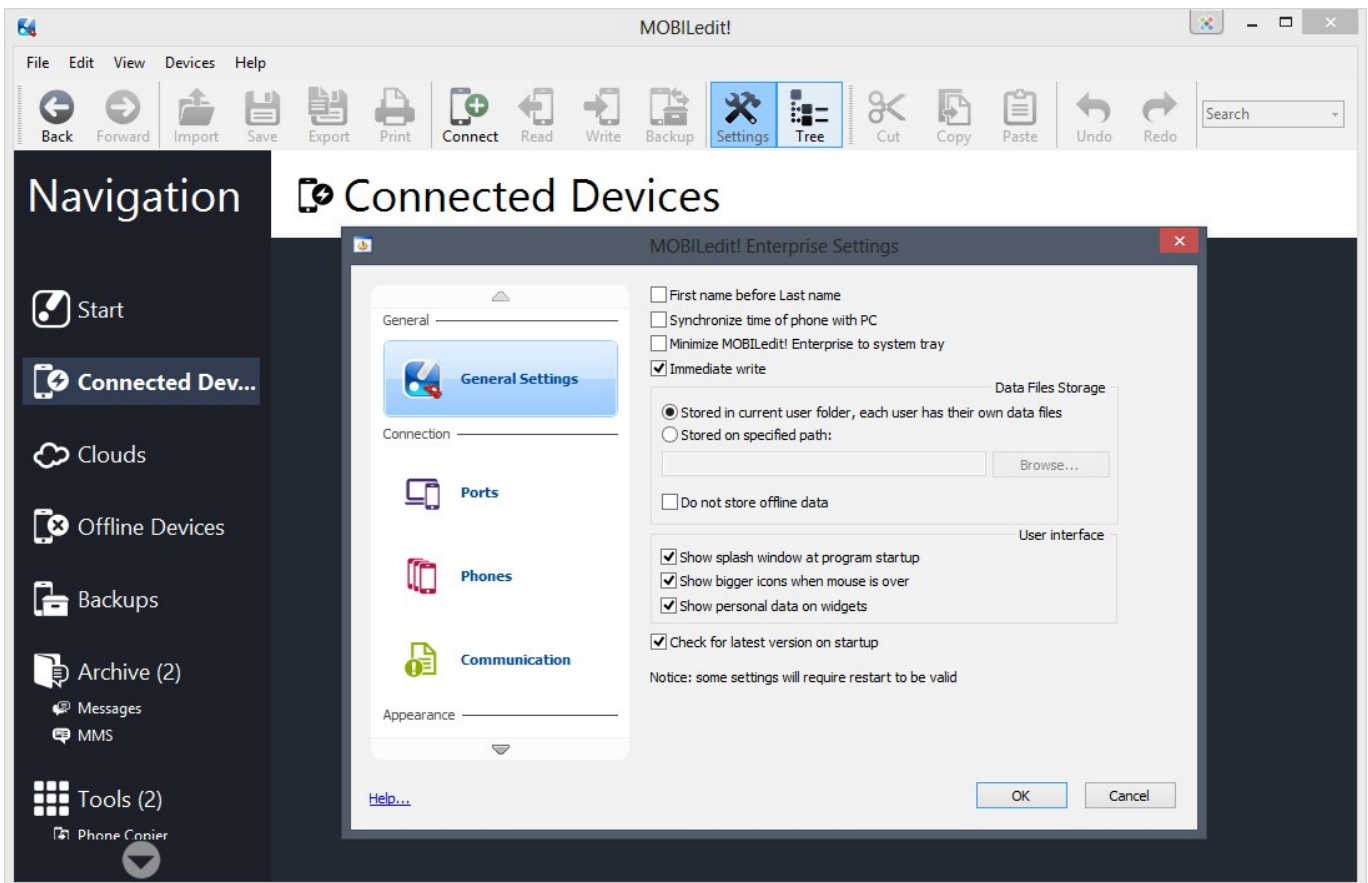 MOBILedit!
File Edit View Devices Help
Back Forward Import Save Export Print Connect Read Write Backup Settings Tree Cut Copy Paste Undo Redo Search
Navigation
Start
Connected Dev...
Clouds
Offline Devices
Backups
Archive (2)
Messages
MMS
Tools (2)
Phone Copier
Connected Devices
MOBILedit! Enterprise Settings
General
General Settings
Connection
Ports
Phones
Communication
Appearance
Help...
First name before Last name
Synchronize time of phone with PC
Minimize MOBILedit! Enterprise to system tray
Immediate write
Data Files Storage
Stored in current user folder, each user has their own data files
Stored on specified path:
Browse...
Do not store offline data
User interface
Show splash window at program startup
Show bigger icons when mouse is over
Show personal data on widgets
Check for latest version on startup
Notice: some settings will require restart to be valid
OK Cancel